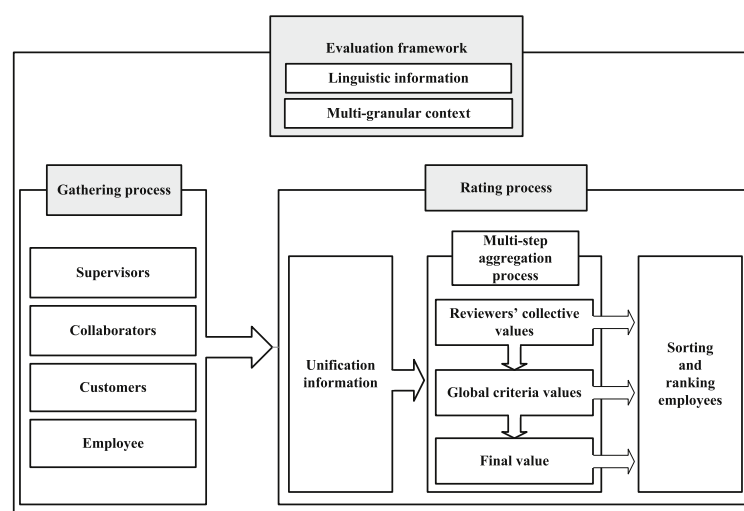 Evaluation framework
Linguistic information
Multi-granular context
Gathering process
Supervisors
Collaborators
Customers
Employee
Rating process
Unification
information
Multi-step
aggregation
process
Reviewers’ collective
values
Global criteria values
Final value
Sorting
and
ranking
employees